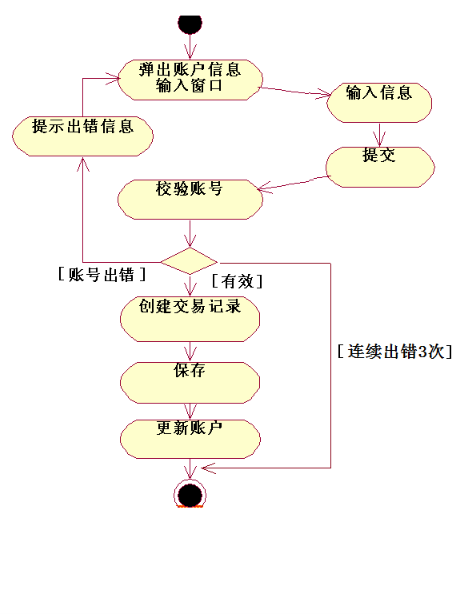 弹出账户信息
输入窗口
输入信息
提示出错信息
提交
校验账号
[账号出错]
[有效]
创建交易记录
[连续出错3次]
保存
更新账户